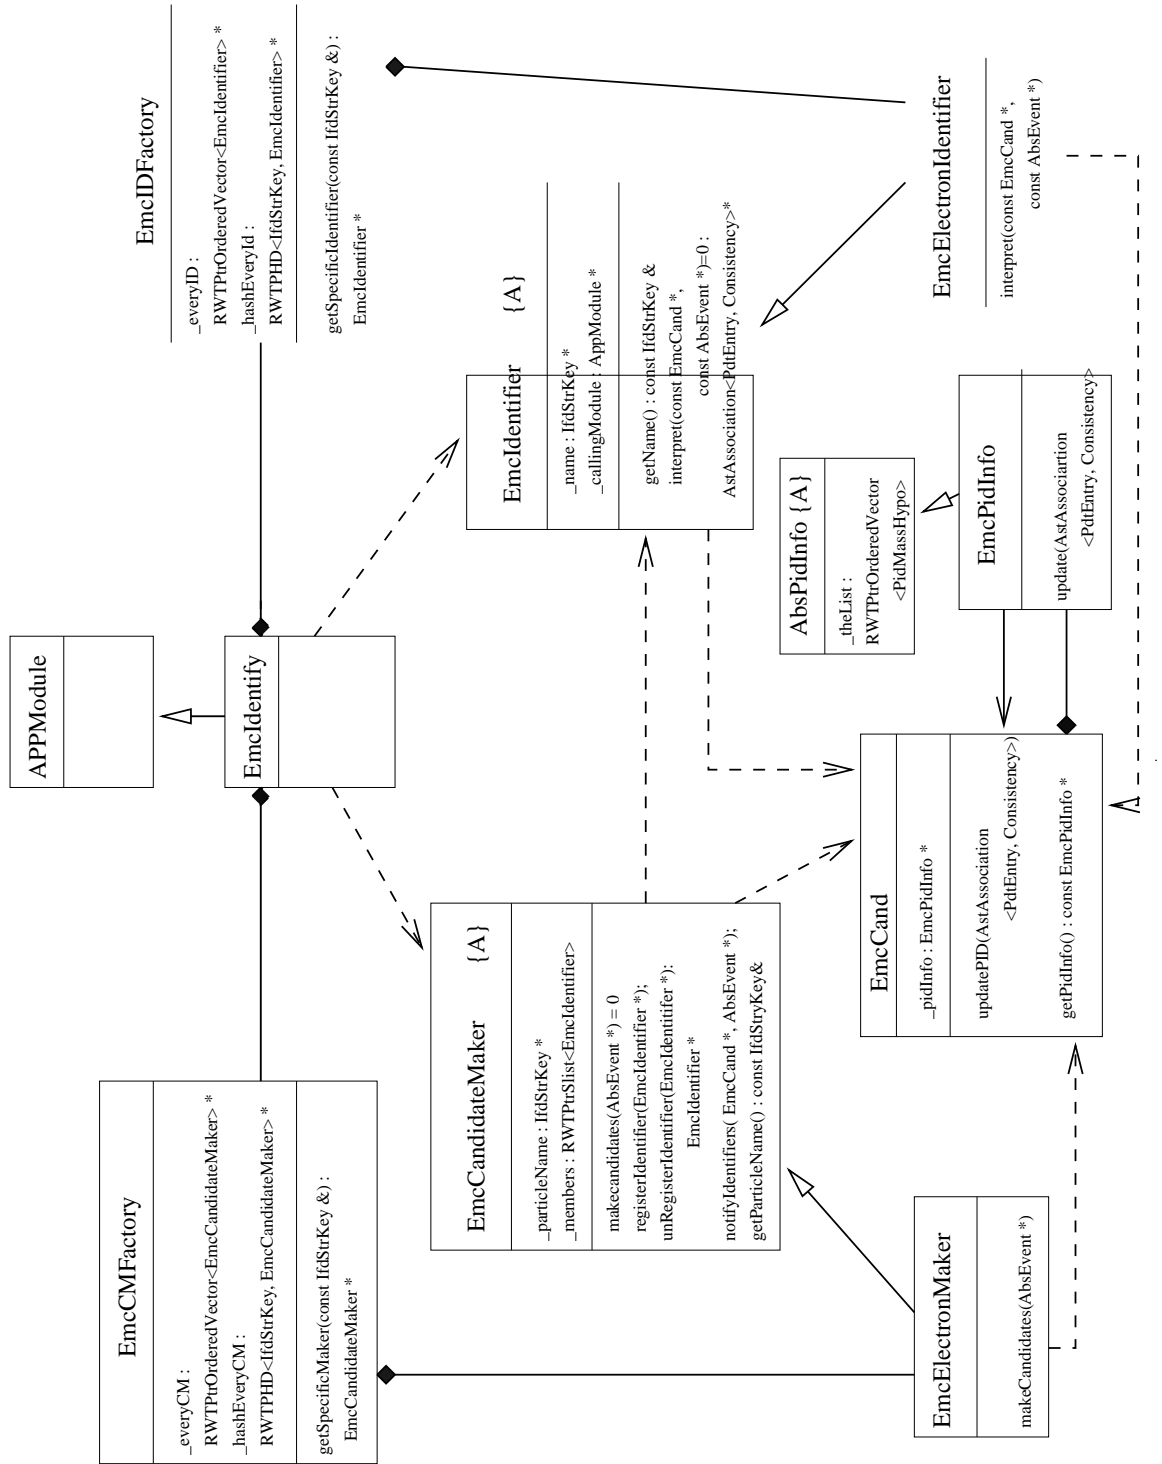 APPModule
EmcCMFactory
_everyCM :
RWTPtrOrderedVector<EmcCandidateMaker> *
_hashEveryCM :
RWTPHD<IfdStrKey, EmcCandidateMaker> *
getSpecificMaker(const IfdStrKey &) :
EmcCandidateMaker *
EmcIdentify
EmcIDFactory
_everyID :
RWTPtrOrderedVector<EmcIdentifier> *
_hashEveryId :
RWTPHD<IfdStrKey, EmcIdentifier> *
getSpecificIdentifier(const IfdStrKey &) :
EmcIdentifier *
EmcCandidateMaker {A}
_particleName : IfdStrKey *
_members : RWTPtrSlist<EmcIdentifier>
makecandidates(AbsEvent *) = 0
registerIdentifier(EmcIdentifier *);
unRegisterIdentifier(EmcIdentitifer *):
EmcIdentifier *
notifyIdentifiers( EmcCand *, AbsEvent *);
getParticleName() : const IfdStryKey&
EmcIdentifier {A}
_name : IfdStrKey *
_callingModule : AppModule *
getName() : const IfdStrKey &
interpret(const EmcCand *,
const AbsEvent *)=0 :
AstAssociation<PdtEntry, Consistency>*
AbsPidInfo {A}
_theList :
RWTPtrOrderedVector
<PidMassHypo>
EmcElectronMaker
makeCandidates(AbsEvent *)
EmcCand
_pidInfo : EmcPidInfo *
updatePID(AstAssociation
<PdtEntry, Consistency>)
getPidInfo() : const EmcPidInfo *
EmcPidInfo
update(AstAssociartion
<PdtEntry, Consistency>
EmcElectronIdentifier
interpret(const EmcCand *,
const AbsEvent *)